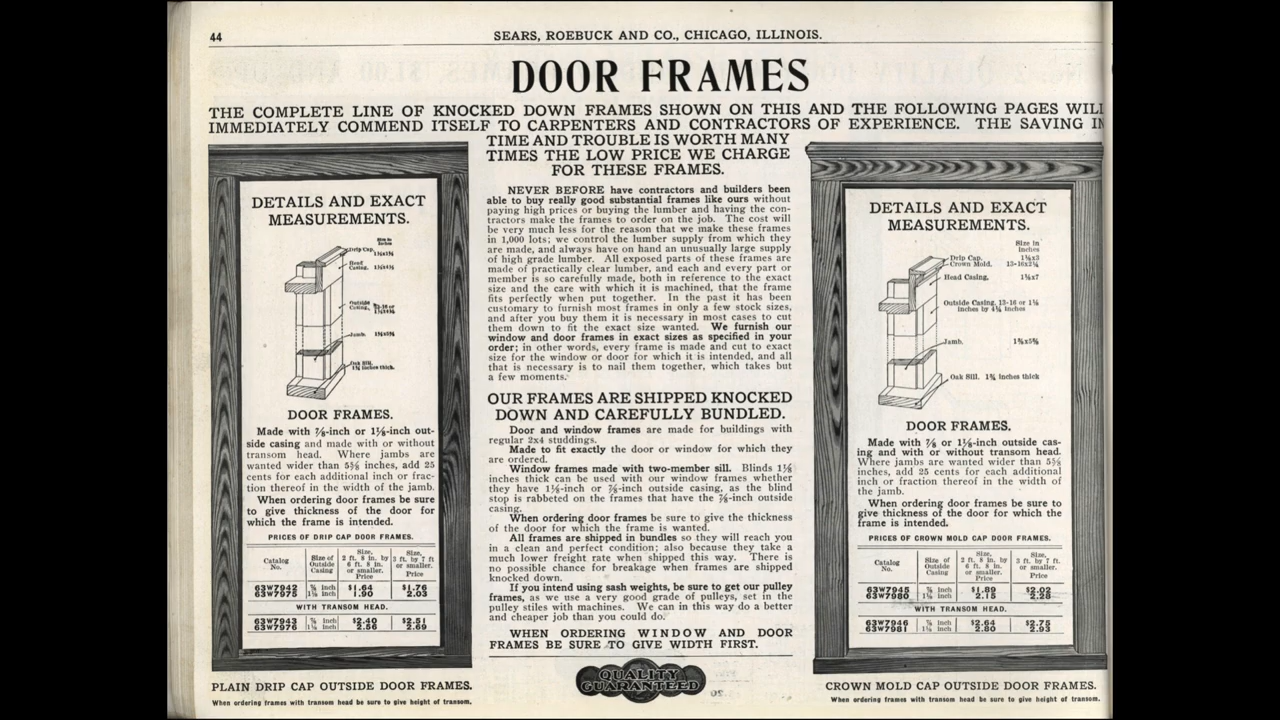 44
SEARS, ROEBUCK AND CO., CHICAGO, ILLINOIS.
DOOR FRAMES
THE COMPLETE LINE OF KNOCKED DOWN FRAMES SHOWN ON THIS AND THE FOLLOWING PAGES WILL
IMMEDIATELY COMMEND ITSELF TO CARPENTERS AND CONTRACTORS OF EXPERIENCE. THE SAVING IN
TIME AND TROUBLE IS WORTH MANY
TIMES THE LOW PRICE WE CHARGE
FOR THESE FRAMES.
DETAILS AND EXACT
MEASUREMENTS.
Size in
Inches
Drip Cap.
Head
Casing.
Outside
Casing,
Jamb.
Oak Sill.
1¾ inches thick.
DOOR FRAMES.
Made with ⅞-inch or 1⅛-inch out-
side casing and made with or without
transom head. Where jambs are
wanted wider than 5⅜ inches, add 25
cents for each additional inch or frac-
tion thereof in the width of the jamb.
When ordering door frames be sure
to give thickness of the door for
which the frame is intended.
PRICES OF DRIP CAP DOOR FRAMES.
Catalog No. Size of Outside Casing Size, 2 ft. 8 in. by 6 ft. 8 in. or smaller. Price Size, 3 ft. by 7 ft or smaller. Price
63W7942 ⅞ inch $1.64 $1.76
63W7975 1⅛ inch 1.90 2.03
WITH TRANSOM HEAD.
63W7943 ⅞ inch $2.40 $2.51
63W7976 1⅛ inch 2.56 2.69
PLAIN DRIP CAP OUTSIDE DOOR FRAMES.
When ordering frames with transom head be sure to give height of transom.
NEVER BEFORE have contractors and builders been
able to buy really good substantial frames like ours without
paying high prices or buying the lumber and having the con-
tractors make the frames to order on the job. The cost will
be very much less for the reason that we make these frames
in 1,000 lots; we control the lumber supply from which they
are made, and always have on hand an unusually large supply
of high grade lumber. All exposed parts of these frames are
made of practically clear lumber, and each and every part or
member is so carefully made, both in reference to the exact
size and the care with which it is machined, that the frame
fits perfectly when put together. In the past it has been
customary to furnish most frames in only a few stock sizes,
and after you buy them it is necessary in most cases to cut
them down to fit the exact size wanted. We furnish our
window and door frames in exact sizes as specified in your
order; in other words, every frame is made and cut to exact
size for the window or door for which it is intended, and all
that is necessary is to nail them together, which takes but
a few moments.
OUR FRAMES ARE SHIPPED KNOCKED
DOWN AND CAREFULLY BUNDLED.
Door and window frames are made for buildings with
regular 2x4 studdings.
Made to fit exactly the door or window for which they
are ordered.
Window frames made with two-member sill. Blinds 1⅛
inches thick can be used with our window frames whether
they have 1⅛-inch or ⅞-inch outside casing, as the blind
stop is rabbeted on the frames that have the ⅞-inch outside
casing.
When ordering door frames be sure to give the thickness
of the door for which the frame is wanted.
All frames are shipped in bundles so they will reach you
in a clean and perfect condition; also because they take a
much lower freight rate when shipped this way. There is
no possible chance for breakage when frames are shipped
knocked down.
If you intend using sash weights, be sure to get our pulley
frames, as we use a very good grade of pulleys, set in the
pulley stiles with machines. We can in this way do a better
and cheaper job than you could do.
WHEN ORDERING WINDOW AND DOOR
FRAMES BE SURE TO GIVE WIDTH FIRST.
QUALITY
GUARANTEED
DETAILS AND EXACT
MEASUREMENTS.
Size in
Inches
Drip Cap. 1⅛x3
Crown Mold. 13-16x2¼
Head Casing. 1⅛x7
Outside Casing, 13-16 or 1⅛
inches by 4½ inches
Jamb. 1⅜x5⅜
Oak Sill. 1¾ inches thick
DOOR FRAMES.
Made with ⅞ or 1⅛-inch outside cas-
ing and with or without transom head.
Where jambs are wanted wider than 5⅜
inches, add 25 cents for each additional
inch or fraction thereof in the width of
the jamb.
When ordering door frames be sure to
give thickness of the door for which the
frame is intended.
PRICES OF CROWN MOLD CAP DOOR FRAMES.
Catalog No. Size of Outside Casing Size, 2 ft. 8 in. by 6 ft. 8 in. or smaller. Price Size, 3 ft. by 7 ft. or smaller. Price
63W7945 ⅞ inch $1.89 $2.02
63W7980 1⅛ inch 2.15 2.28
WITH TRANSOM HEAD.
63W7946 ⅞ inch $2.64 $2.75
63W7981 1⅛ inch 2.80 2.93
CROWN MOLD CAP OUTSIDE DOOR FRAMES.
When ordering frames with transom head be sure to give height of transom.